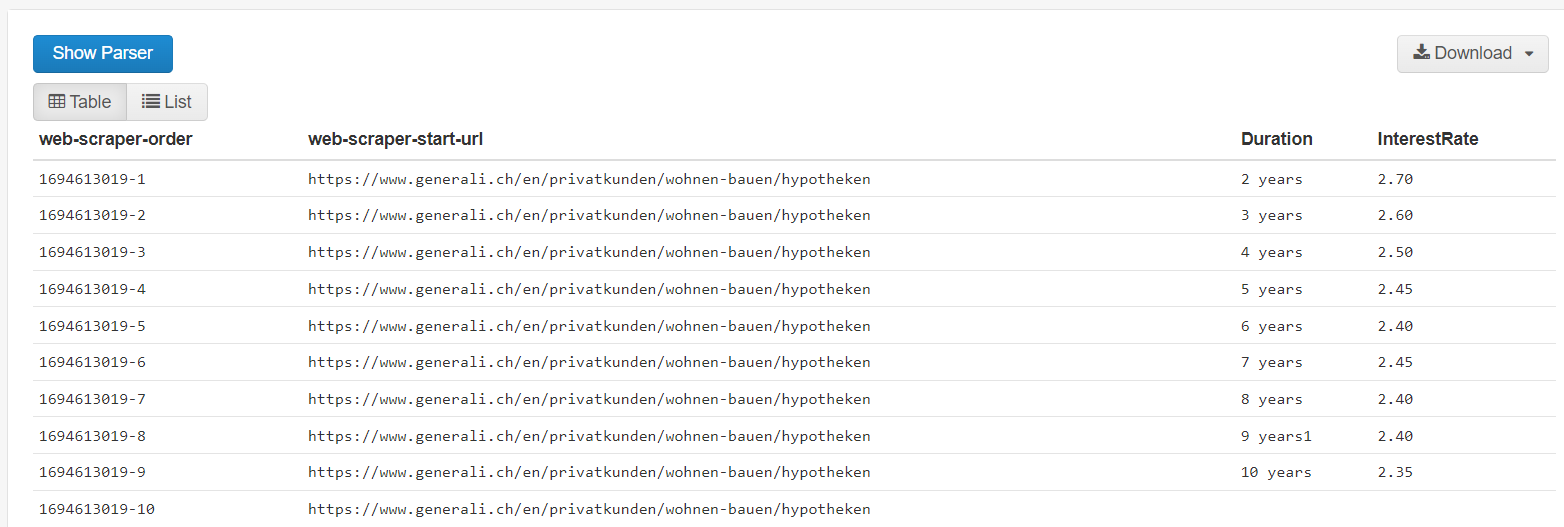 Show Parser
Download
Table List
web-scraper-order web-scraper-start-url Duration InterestRate
1694613019-1 https://www.generali.ch/en/privatkunden/wohnen-bauen/hypotheken 2 years 2.70
1694613019-2 https://www.generali.ch/en/privatkunden/wohnen-bauen/hypotheken 3 years 2.60
1694613019-3 https://www.generali.ch/en/privatkunden/wohnen-bauen/hypotheken 4 years 2.50
1694613019-4 https://www.generali.ch/en/privatkunden/wohnen-bauen/hypotheken 5 years 2.45
1694613019-5 https://www.generali.ch/en/privatkunden/wohnen-bauen/hypotheken 6 years 2.40
1694613019-6 https://www.generali.ch/en/privatkunden/wohnen-bauen/hypotheken 7 years 2.45
1694613019-7 https://www.generali.ch/en/privatkunden/wohnen-bauen/hypotheken 8 years 2.40
1694613019-8 https://www.generali.ch/en/privatkunden/wohnen-bauen/hypotheken 9 years1 2.40
1694613019-9 https://www.generali.ch/en/privatkunden/wohnen-bauen/hypotheken 10 years 2.35
1694613019-10 https://www.generali.ch/en/privatkunden/wohnen-bauen/hypotheken